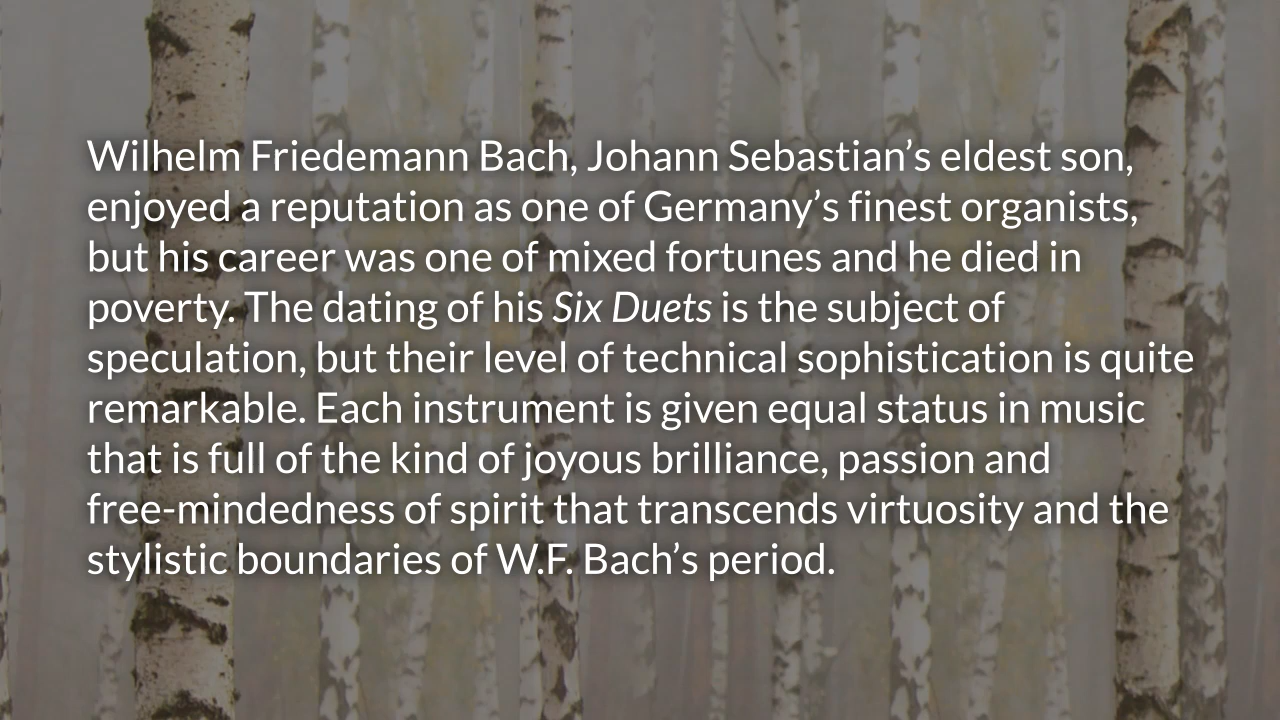 Wilhelm Friedemann Bach, Johann Sebastian’s eldest son,
enjoyed a reputation as one of Germany’s finest organists,
but his career was one of mixed fortunes and he died in
poverty. The dating of his Six Duets is the subject of
speculation, but their level of technical sophistication is quite
remarkable. Each instrument is given equal status in music
that is full of the kind of joyous brilliance, passion and
free-mindedness of spirit that transcends virtuosity and the
stylistic boundaries of W.F. Bach’s period.